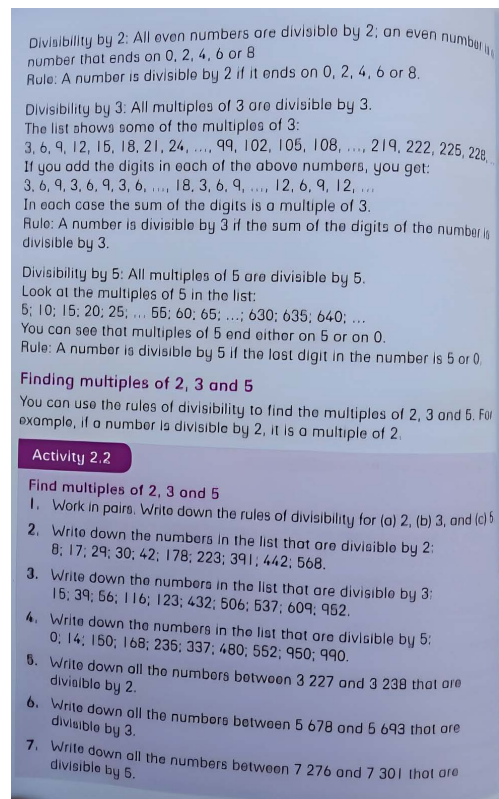 Divisibility by 2: All even numbers are divisible by 2; an even number is a
number that ends on 0, 2, 4, 6 or 8
Rule: A number is divisible by 2 if it ends on 0, 2, 4, 6 or 8.
Divisibility by 3: All multiples of 3 are divisible by 3.
The list shows some of the multiples of 3:
3, 6, 9, 12, 15, 18, 21, 24, ..., 99, 102, 105, 108, ..., 219, 222, 225, 228,
If you add the digits in each of the above numbers, you get:
3, 6, 9, 3, 6, 9, 3, 6, ..., 18, 3, 6, 9, ..., 12, 6, 9, 12, ...
In each case the sum of the digits is a multiple of 3.
Rule: A number is divisible by 3 if the sum of the digits of the number is
divisible by 3.
Divisibility by 5: All multiples of 5 are divisible by 5.
Look at the multiples of 5 in the list:
5; 10; 15; 20; 25; ... 55; 60; 65; ...; 630; 635; 640; ...
You can see that multiples of 5 end either on 5 or on 0.
Rule: A number is divisible by 5 if the last digit in the number is 5 or 0.
Finding multiples of 2, 3 and 5
You can use the rules of divisibility to find the multiples of 2, 3 and 5. For
example, if a number is divisible by 2, it is a multiple of 2.
Activity 2.2
Find multiples of 2, 3 and 5
1. Work in pairs. Write down the rules of divisibility for (a) 2, (b) 3, and (c) 5
2. Write down the numbers in the list that are divisible by 2:
8; 17; 29; 30; 42; 178; 223; 391; 442; 568.
3. Write down the numbers in the list that are divisible by 3:
15; 39; 56; 116; 123; 432; 506; 537; 609; 952.
4. Write down the numbers in the list that are divisible by 5:
0; 14; 150; 168; 235; 337; 480; 552; 950; 990.
5. Write down all the numbers between 3 227 and 3 238 that are
divisible by 2.
6. Write down all the numbers between 5 678 and 5 693 that are
divisible by 3.
7. Write down all the numbers between 7 276 and 7 301 that are
divisible by 5.